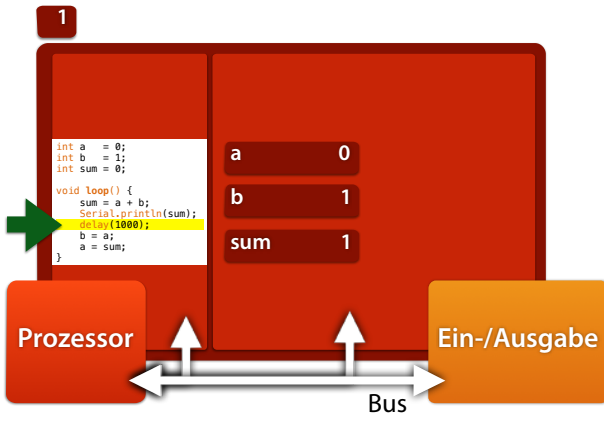 1
int a   = 0;
int b   = 1;
int sum = 0;
void loop() {
    sum = a + b;
    Serial.println(sum);
    delay(1000);
    b = a;
    a = sum;
}
a 0
b 1
sum 1
Prozessor
Ein-/Ausgabe
Bus